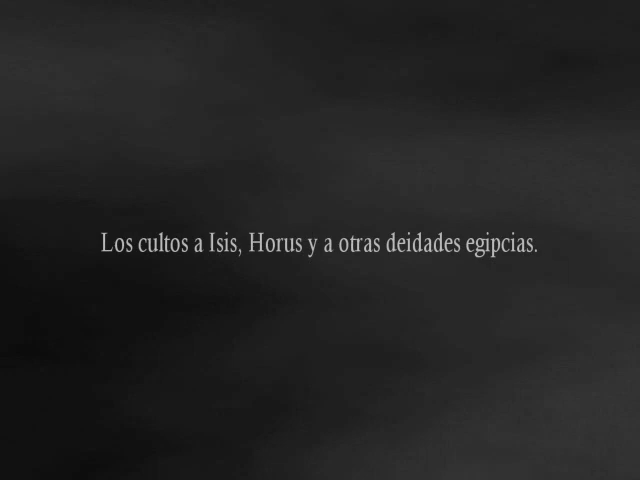 Los cultos a Isis, Horus y a otras deidades egipcias.